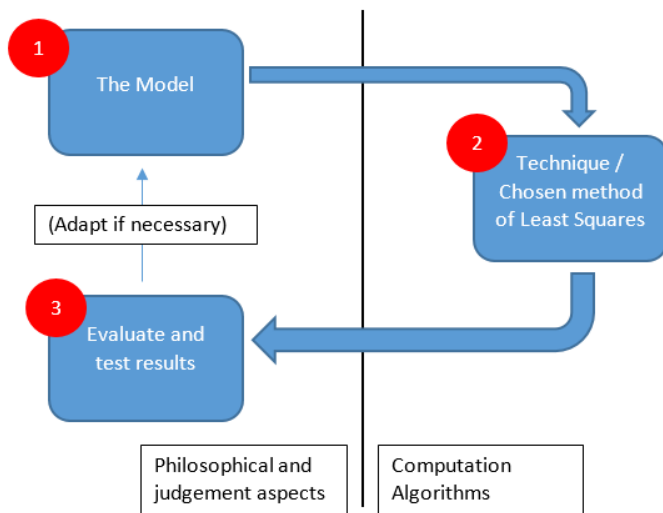 1
The Model
2
Technique /
Chosen method
of Least Squares
(Adapt if necessary)
3
Evaluate and
test results
Philosophical and
judgement aspects
Computation
Algorithms